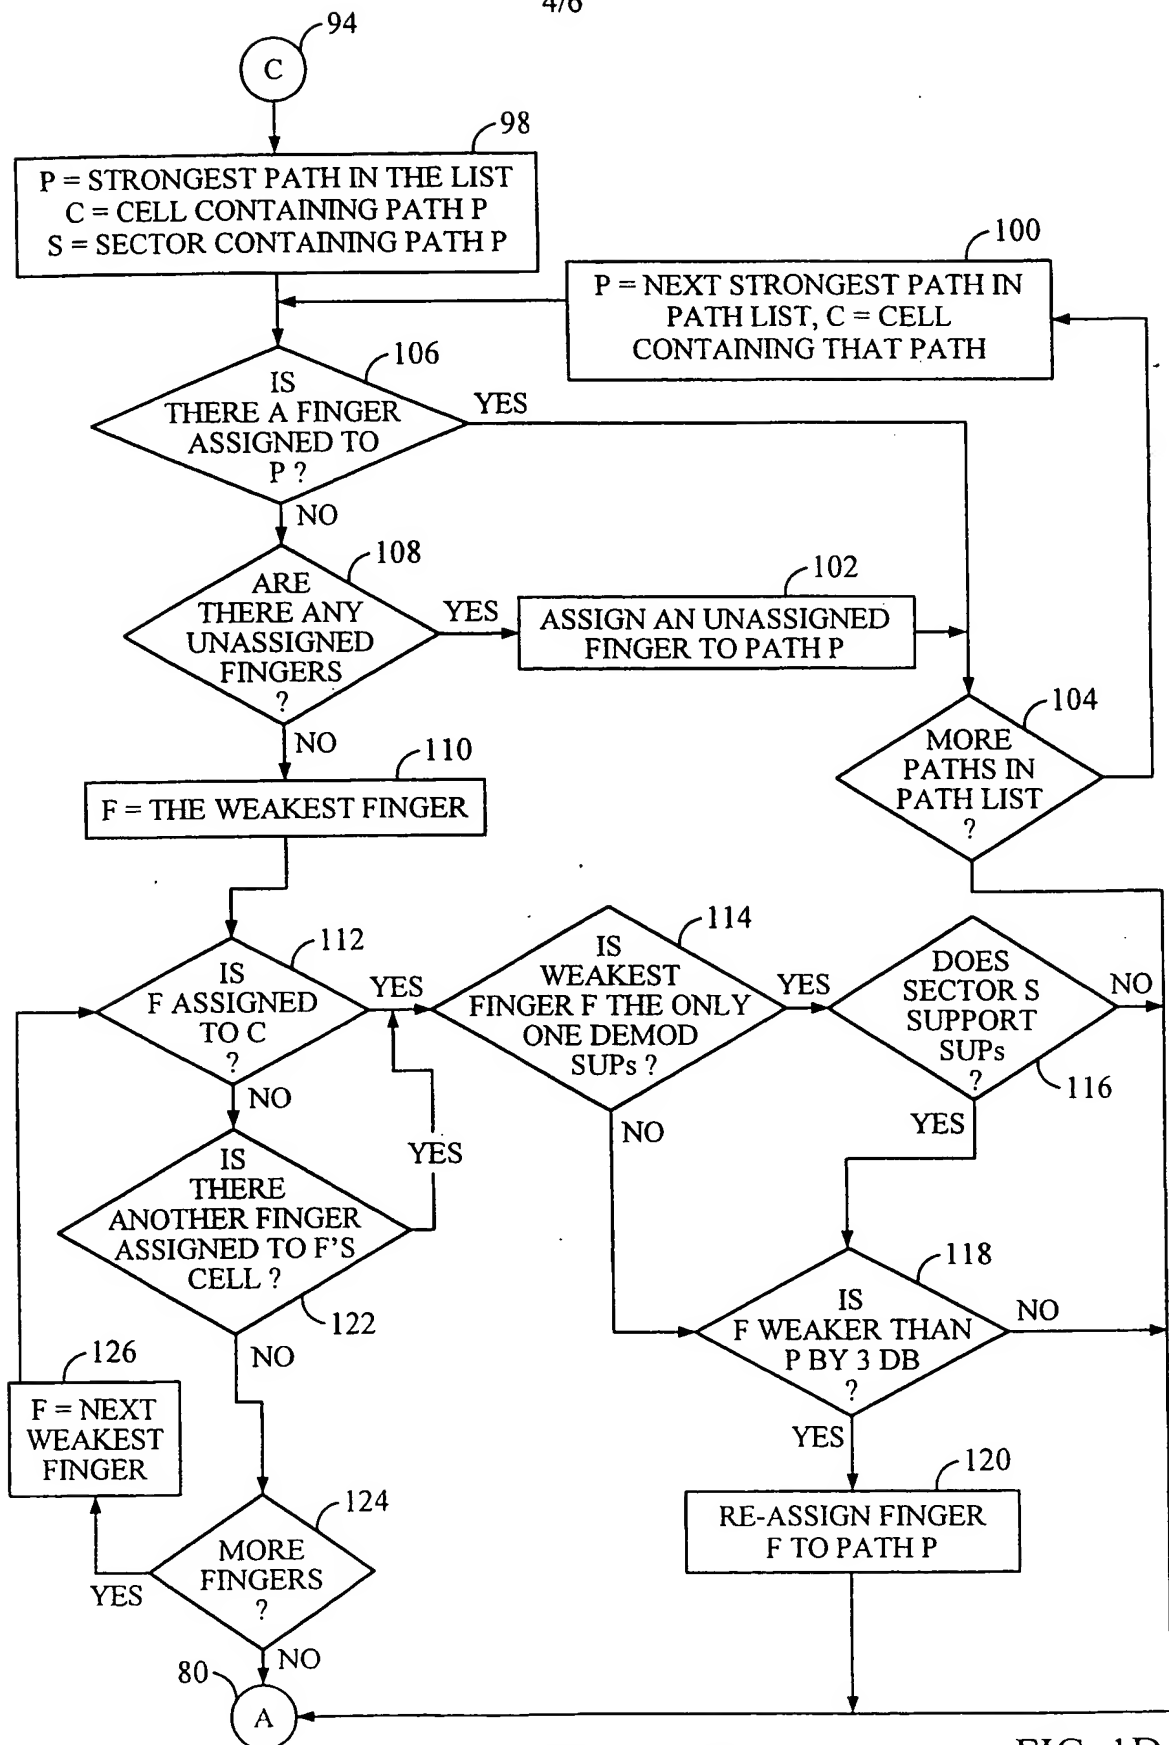 4/6
94
C
98
P = STRONGEST PATH IN THE LIST
C = CELL CONTAINING PATH P
S = SECTOR CONTAINING PATH P
100
P = NEXT STRONGEST PATH IN
PATH LIST, C = CELL
CONTAINING THAT PATH
106
IS
THERE A FINGER
ASSIGNED TO
P ?
YES
NO
108
ARE
THERE ANY
UNASSIGNED
FINGERS
?
YES
102
ASSIGN AN UNASSIGNED
FINGER TO PATH P
NO
104
MORE
PATHS IN
PATH LIST
?
110
F = THE WEAKEST FINGER
112
IS
F ASSIGNED
TO C
?
YES
NO
114
IS
WEAKEST
FINGER F THE ONLY
ONE DEMOD
SUPs ?
YES
NO
DOES
SECTOR S
SUPPORT
SUPs
?
NO
116
YES
IS
THERE
ANOTHER FINGER
ASSIGNED TO F'S
CELL ?
YES
122
NO
118
IS
F WEAKER THAN
P BY 3 DB
?
NO
YES
126
F = NEXT
WEAKEST
FINGER
124
MORE
FINGERS
?
YES
NO
120
RE-ASSIGN FINGER
F TO PATH P
80
A
FIG. 1D